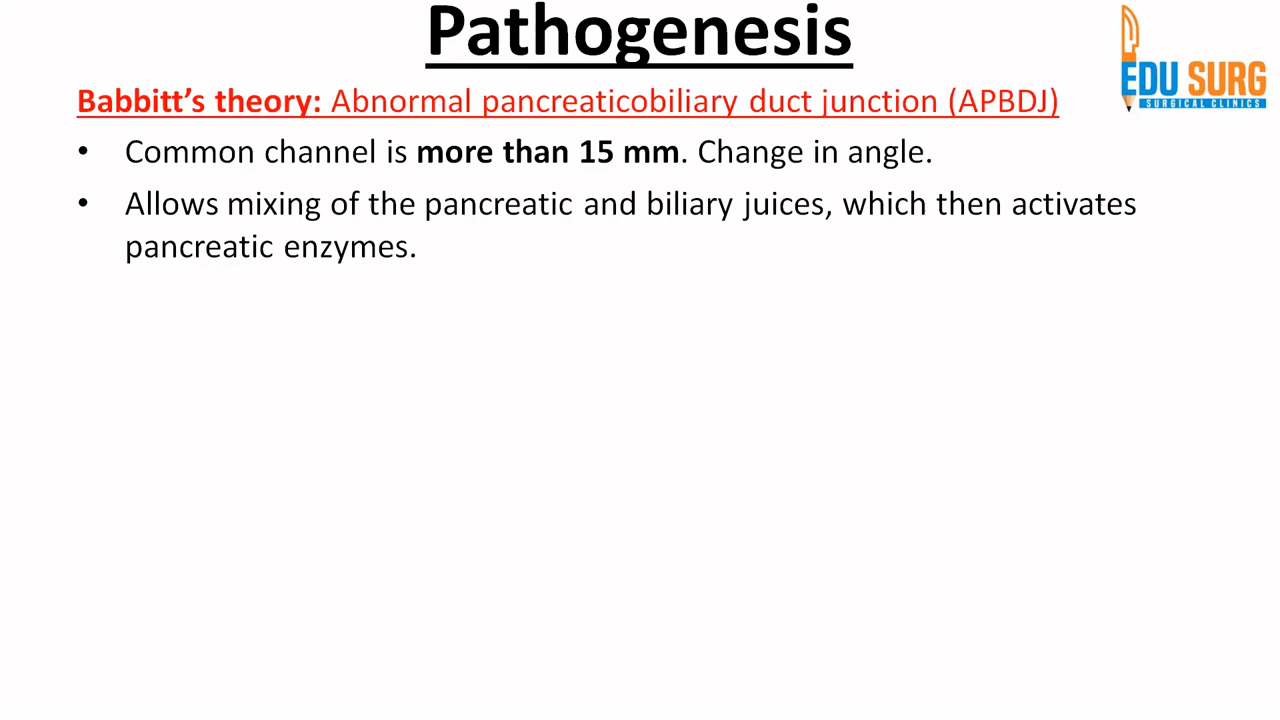 Pathogenesis
EDU SURG
SURGICAL CLINICS
Babbitt’s theory: Abnormal pancreaticobiliary duct junction (APBDJ)
• Common channel is more than 15 mm. Change in angle.
• Allows mixing of the pancreatic and biliary juices, which then activates
pancreatic enzymes.